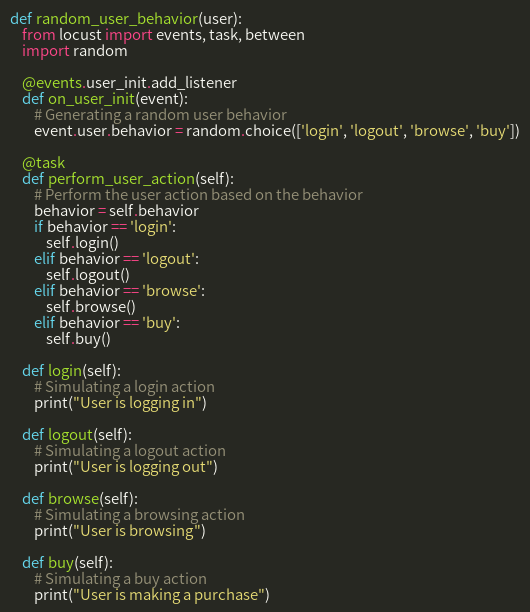 def random_user_behavior(user):
    from locust import events, task, between
    import random

    @events.user_init.add_listener
    def on_user_init(event):
        # Generating a random user behavior
        event.user.behavior = random.choice(['login', 'logout', 'browse', 'buy'])

    @task
    def perform_user_action(self):
        # Perform the user action based on the behavior
        behavior = self.behavior
        if behavior == 'login':
            self.login()
        elif behavior == 'logout':
            self.logout()
        elif behavior == 'browse':
            self.browse()
        elif behavior == 'buy':
            self.buy()

    def login(self):
        # Simulating a login action
        print("User is logging in")

    def logout(self):
        # Simulating a logout action
        print("User is logging out")

    def browse(self):
        # Simulating a browsing action
        print("User is browsing")

    def buy(self):
        # Simulating a buy action
        print("User is making a purchase")